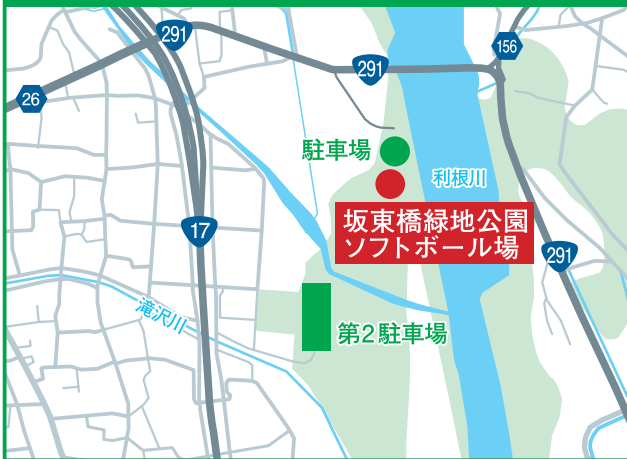 291
156
291
26
駐車場
利根川
坂東橋緑地公園
ソフトボール場
17
291
滝沢川
第2駐車場